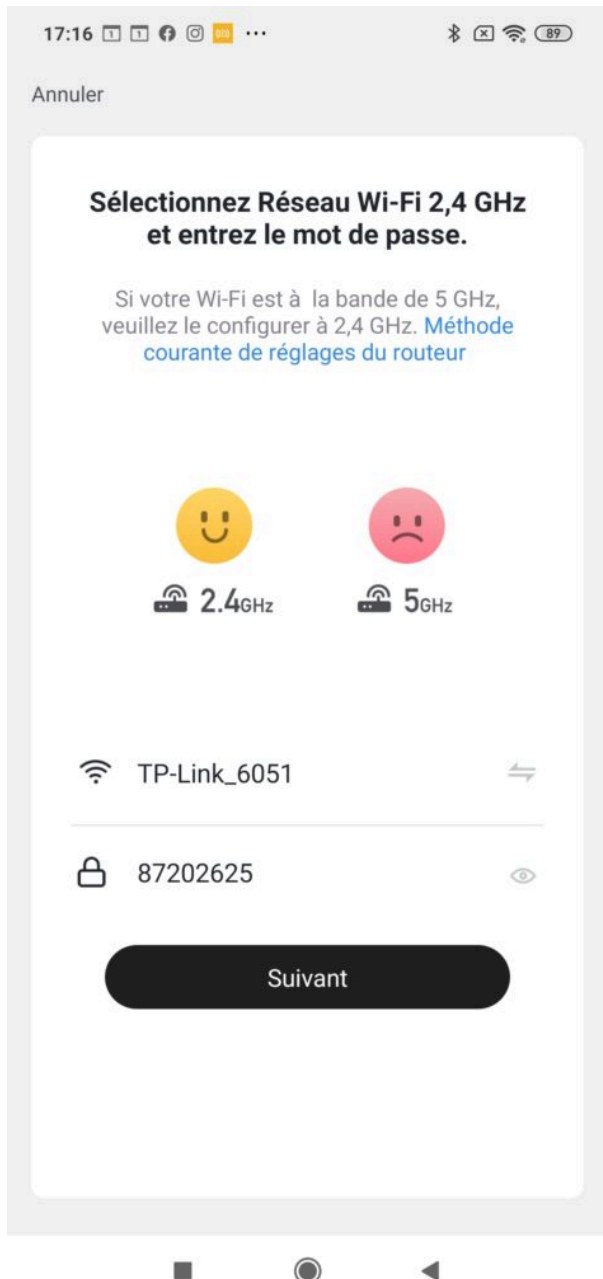 17:16
89
Annuler
Sélectionnez Réseau Wi-Fi 2,4 GHz
et entrez le mot de passe.
Si votre Wi-Fi est à  la bande de 5 GHz,
veuillez le configurer à 2,4 GHz. Méthode
courante de réglages du routeur
2.4GHz
5GHz
TP-Link_6051
87202625
Suivant